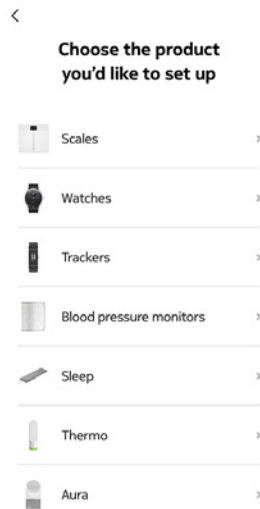 Choose the product
you'd like to set up
Scales
Watches
Trackers
Blood pressure monitors
Sleep
Thermo
Aura